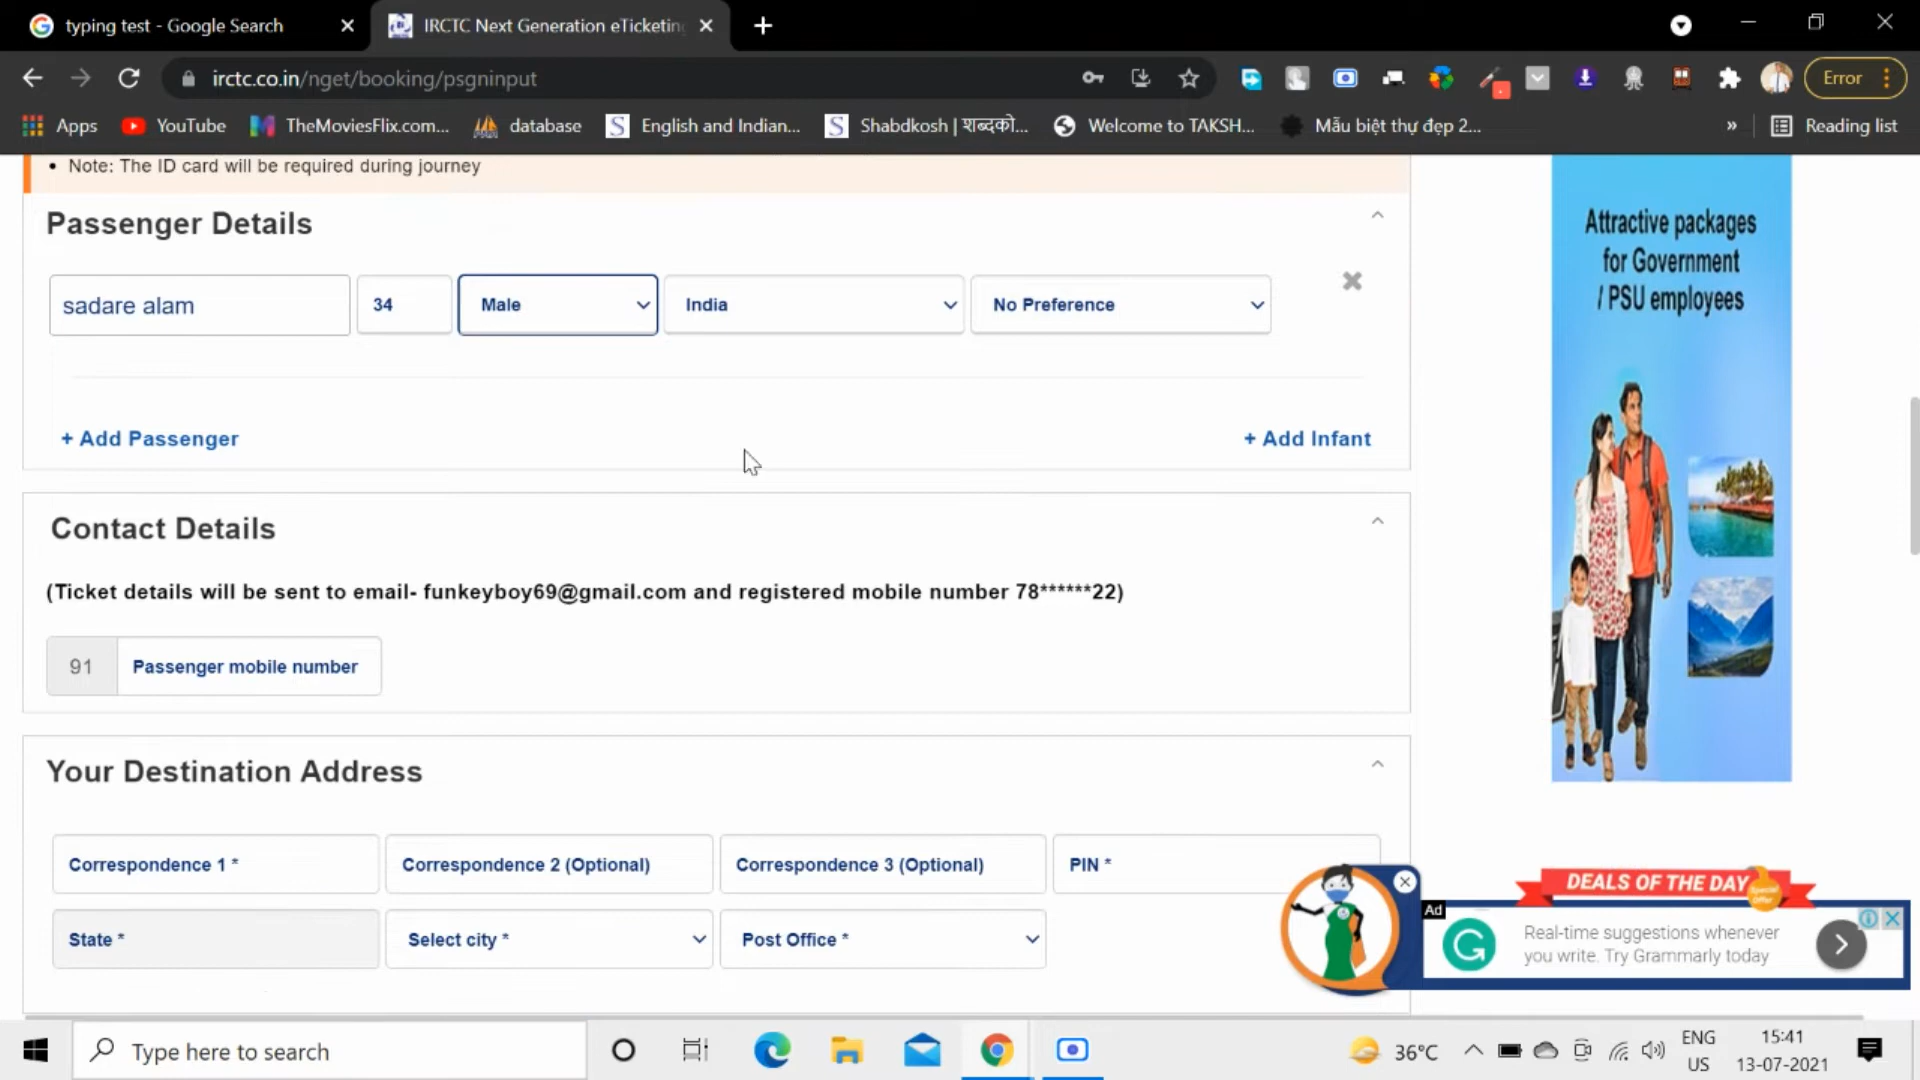 typing test - Google Search
IRCTC Next Generation eTicketing
irctc.co.in/nget/booking/psgninput
Error
Apps
YouTube
TheMoviesFlix.com...
database
English and Indian...
Shabdkosh | शब्दको...
Welcome to TAKSH...
Mẫu biệt thự đẹp 2...
»
Reading list
• Note: The ID card will be required during journey
Passenger Details
sadare alam
34
Male
India
No Preference
+ Add Passenger
+ Add Infant
Contact Details
(Ticket details will be sent to email- funkeyboy69@gmail.com and registered mobile number 78******22)
91
Passenger mobile number
Your Destination Address
Correspondence 1 *
Correspondence 2 (Optional)
Correspondence 3 (Optional)
PIN *
State *
Select city *
Post Office *
Attractive packages
for Government
/ PSU employees
DEALS OF THE DAY
Special
Offer
Ad
Real-time suggestions whenever
you write. Try Grammarly today
Type here to search
36°C
ENG
US
15:41
13-07-2021